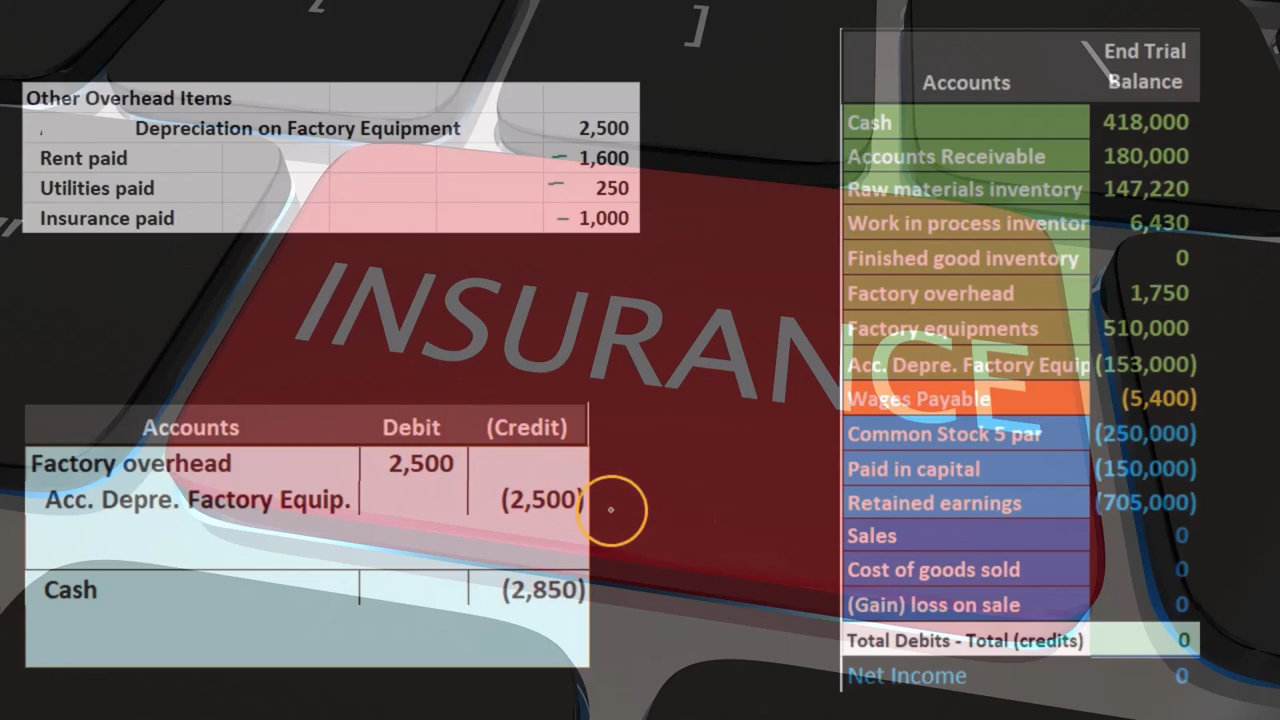 ]
Other Overhead Items
Depreciation on Factory Equipment 2,500
Rent paid 1,600
Utilities paid 250
Insurance paid 1,000
INSURANCE
Accounts Debit (Credit)
Factory overhead 2,500
Acc. Depre. Factory Equip. (2,500)
Cash (2,850)
Accounts End Trial Balance
Cash 418,000
Accounts Receivable 180,000
Raw materials inventory 147,220
Work in process inventor 6,430
Finished good inventory 0
Factory overhead 1,750
Factory equipments 510,000
Acc. Depre. Factory Equip (153,000)
Wages Payable (5,400)
Common Stock 5 par (250,000)
Paid in capital (150,000)
Retained earnings (705,000)
Sales 0
Cost of goods sold 0
(Gain) loss on sale 0
Total Debits - Total (credits) 0
Net Income 0